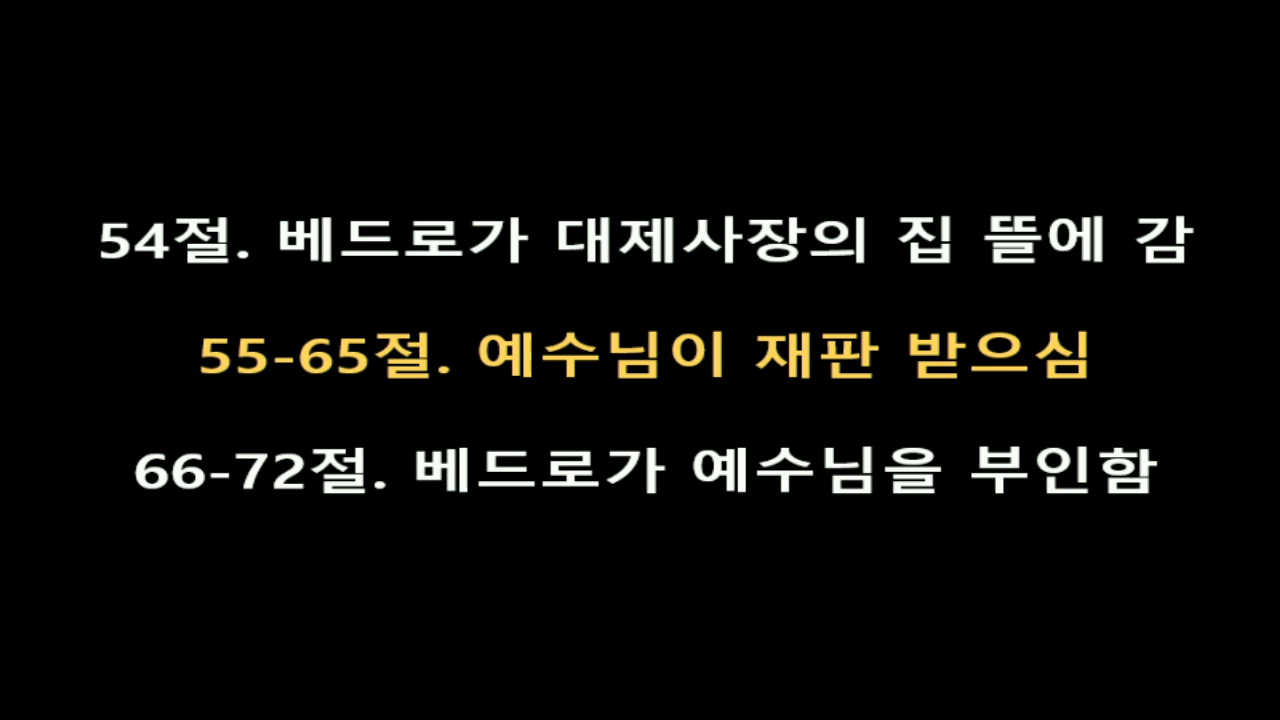 54절. 베드로가 대제사장의 집 뜰에 감
55-65절. 예수님이 재판 받으심
66-72절. 베드로가 예수님을 부인함